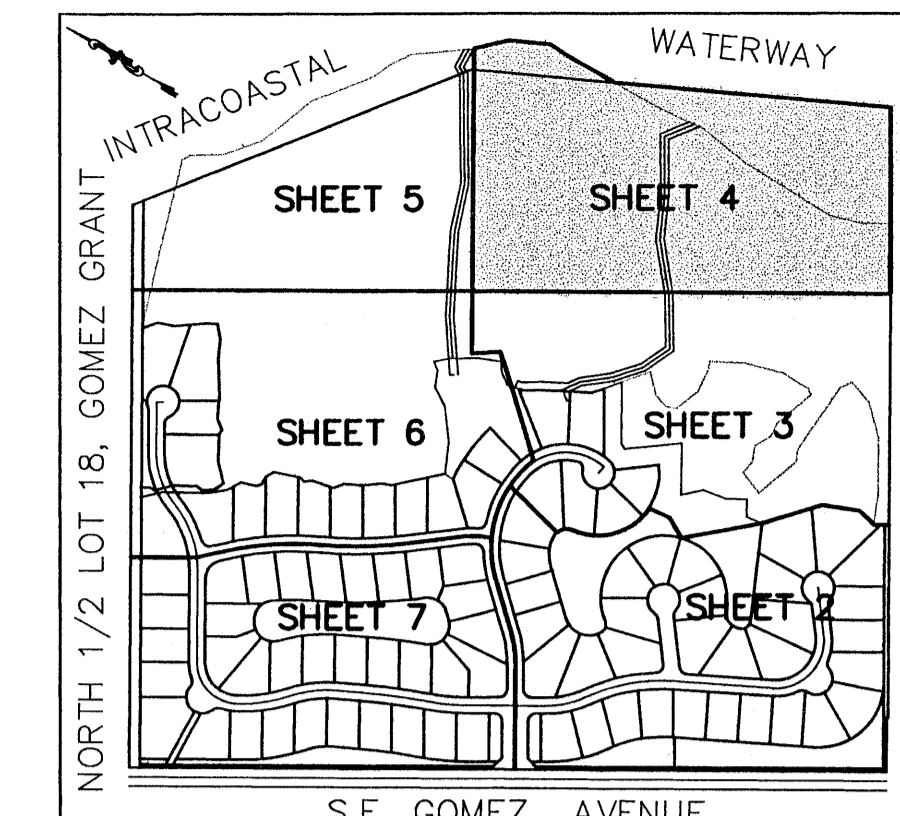 INTRACOASTAL
WATERWAY
NORTH 1/2 LOT 18, GOMEZ GRANT
SHEET 5
SHEET 4
SHEET 6
SHEET 3
SHEET 7
SHEET 2
S.E. GOMEZ AVENUE